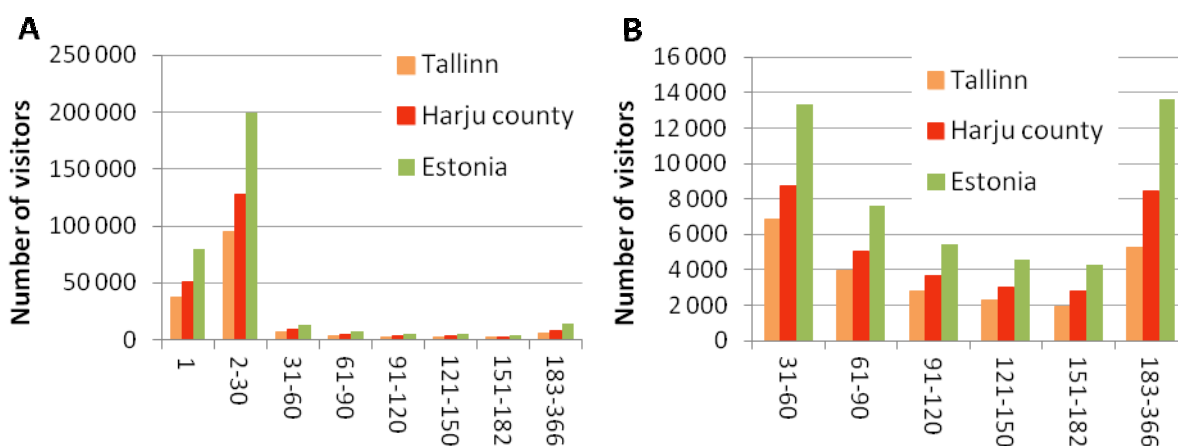 A
Number of visitors
250 000
200 000
150 000
100 000
50 000
0
Tallinn
Harju county
Estonia
1
2-30
31-60
61-90
91-120
121-150
151-182
183-366
B
Number of visitors
16 000
14 000
12 000
10 000
8 000
6 000
4 000
2 000
0
Tallinn
Harju county
Estonia
31-60
61-90
91-120
121-150
151-182
183-366